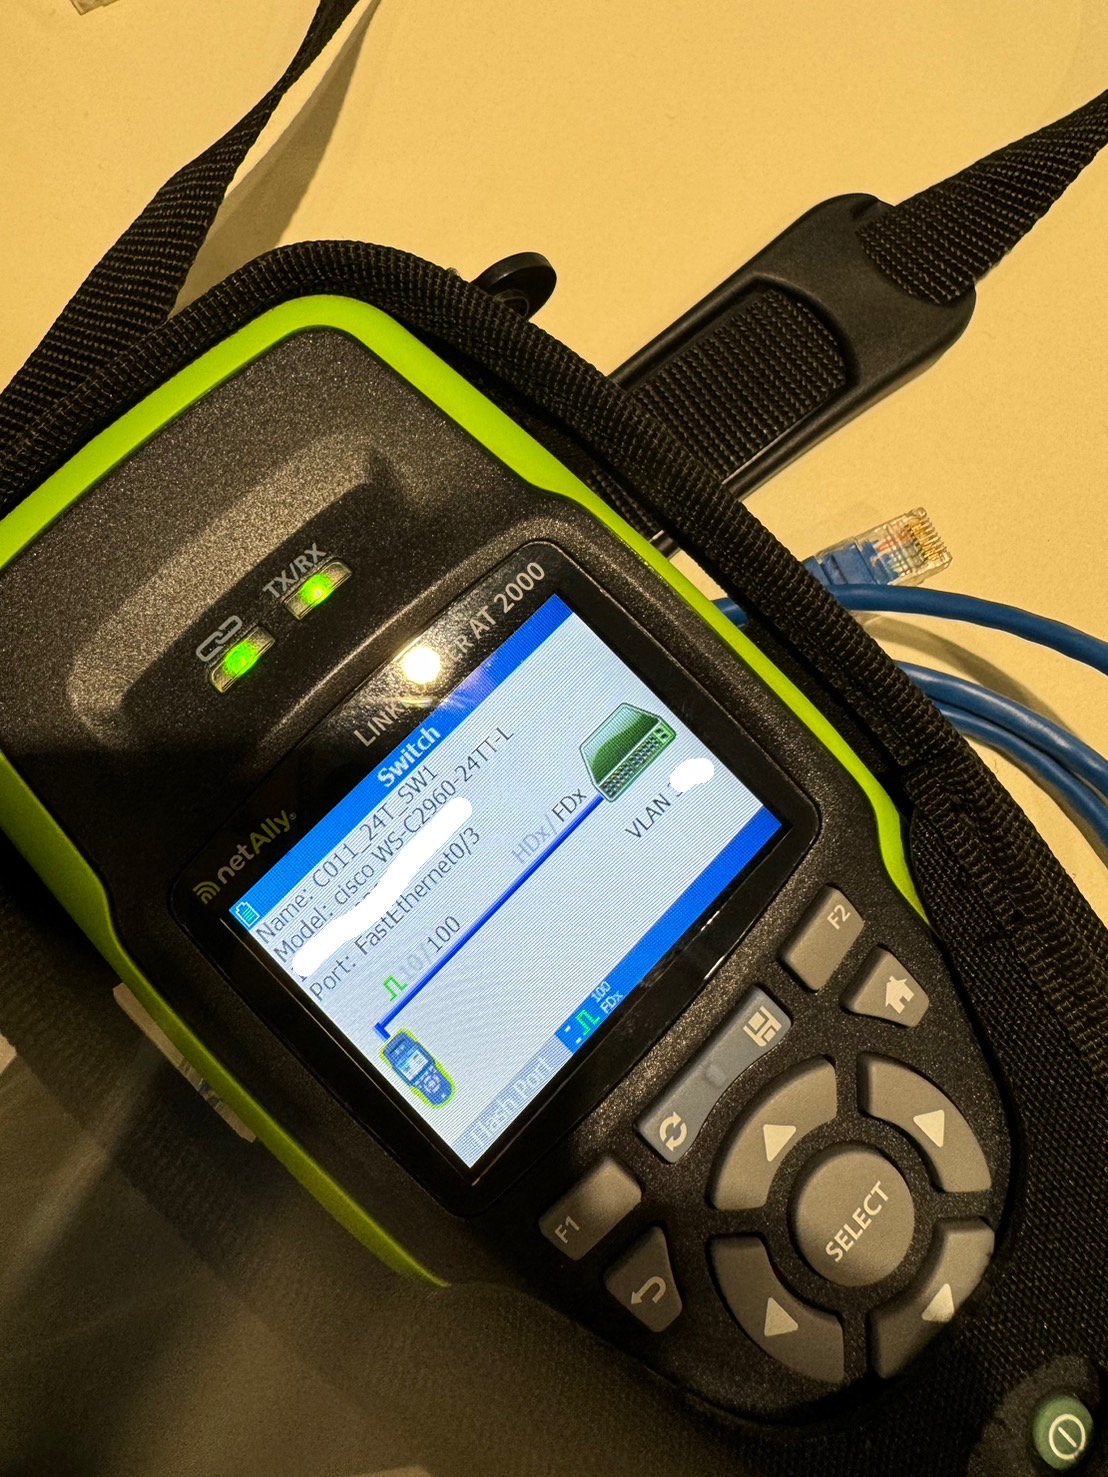 TX/RX
LINK AT 2000
netAlly
Switch
Name: C011_24T_SW1
Model: cisco WS-C2960-24TT-L
Port: FastEthernet0/3
10/100
HDx/FDx
VLAN
100
FDx
Flash Port
F2
F1
SELECT